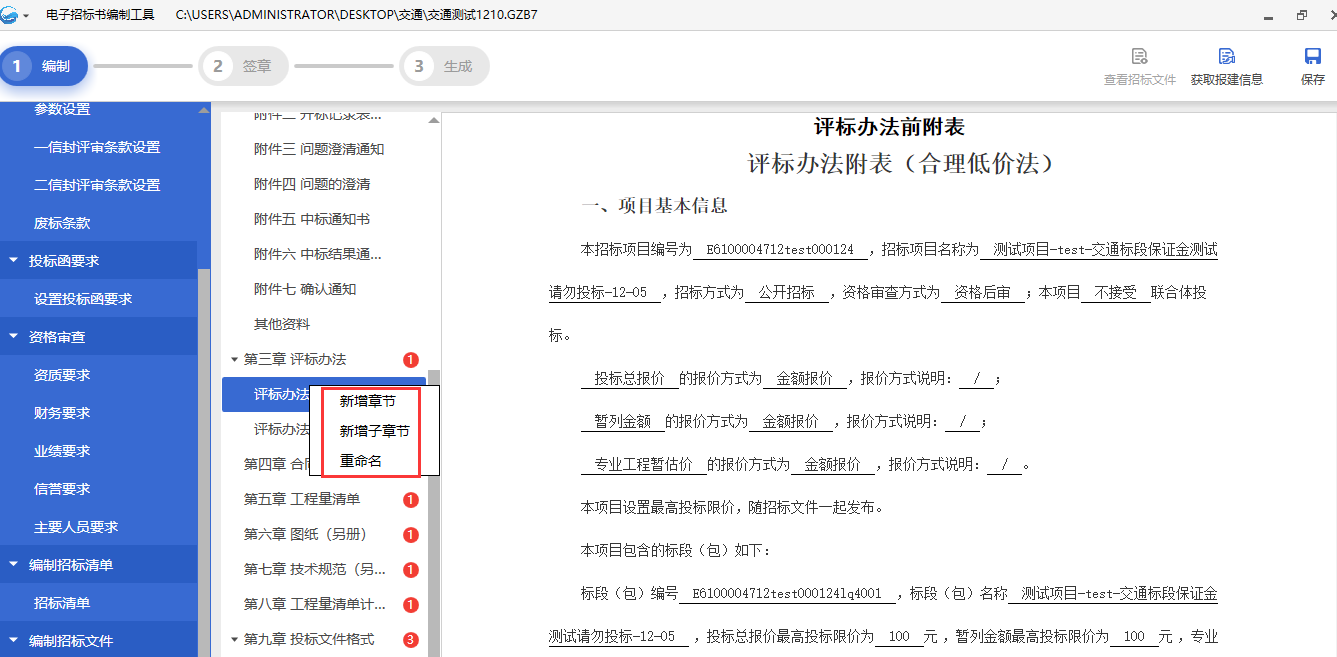 电子招标书编制工具 C:\USERS\ADMINISTRATOR\DESKTOP\交通\交通测试1210.GZB7
1 编制
2 签章
3 生成
查看招标文件 获取报建信息 保存
参数设置
一信封评审条款设置
二信封评审条款设置
废标条款
投标函要求
设置投标函要求
资格审查
资质要求
财务要求
业绩要求
信誉要求
主要人员要求
编制招标清单
招标清单
编制招标文件
附件二 开标记录表...
附件三 问题澄清通知
附件四 问题的澄清
附件五 中标通知书
附件六 中标结果通...
附件七 确认通知
其他资料
第三章 评标办法 1
评标办法
评标办法
第四章 合同
第五章 工程量清单 1
第六章 图纸（另册） 1
第七章 技术规范（另... 1
第八章 工程量清单计... 1
第九章 投标文件格式 3
新增章节
新增子章节
重命名
评标办法前附表
评标办法附表（合理低价法）
一、项目基本信息
本招标项目编号为 E6100004712test000124 ，招标项目名称为 测试项目-test-交通标段保证金测试
请勿投标-12-05 ，招标方式为 公开招标 ，资格审查方式为 资格后审 ；本项目 不接受 联合体投
标。
投标总报价 的报价方式为 金额报价 ，报价方式说明： / ；
暂列金额 的报价方式为 金额报价 ，报价方式说明： / ；
专业工程暂估价 的报价方式为 金额报价 ，报价方式说明： / 。
本项目设置最高投标限价，随招标文件一起发布。
本项目包含的标段（包）如下：
标段（包）编号 E6100004712test000124lq4001 ，标段（包）名称 测试项目-test-交通标段保证金
测试请勿投标-12-05 ，投标总报价最高投标限价为 100 元，暂列金额最高投标限价为 100 元，专业